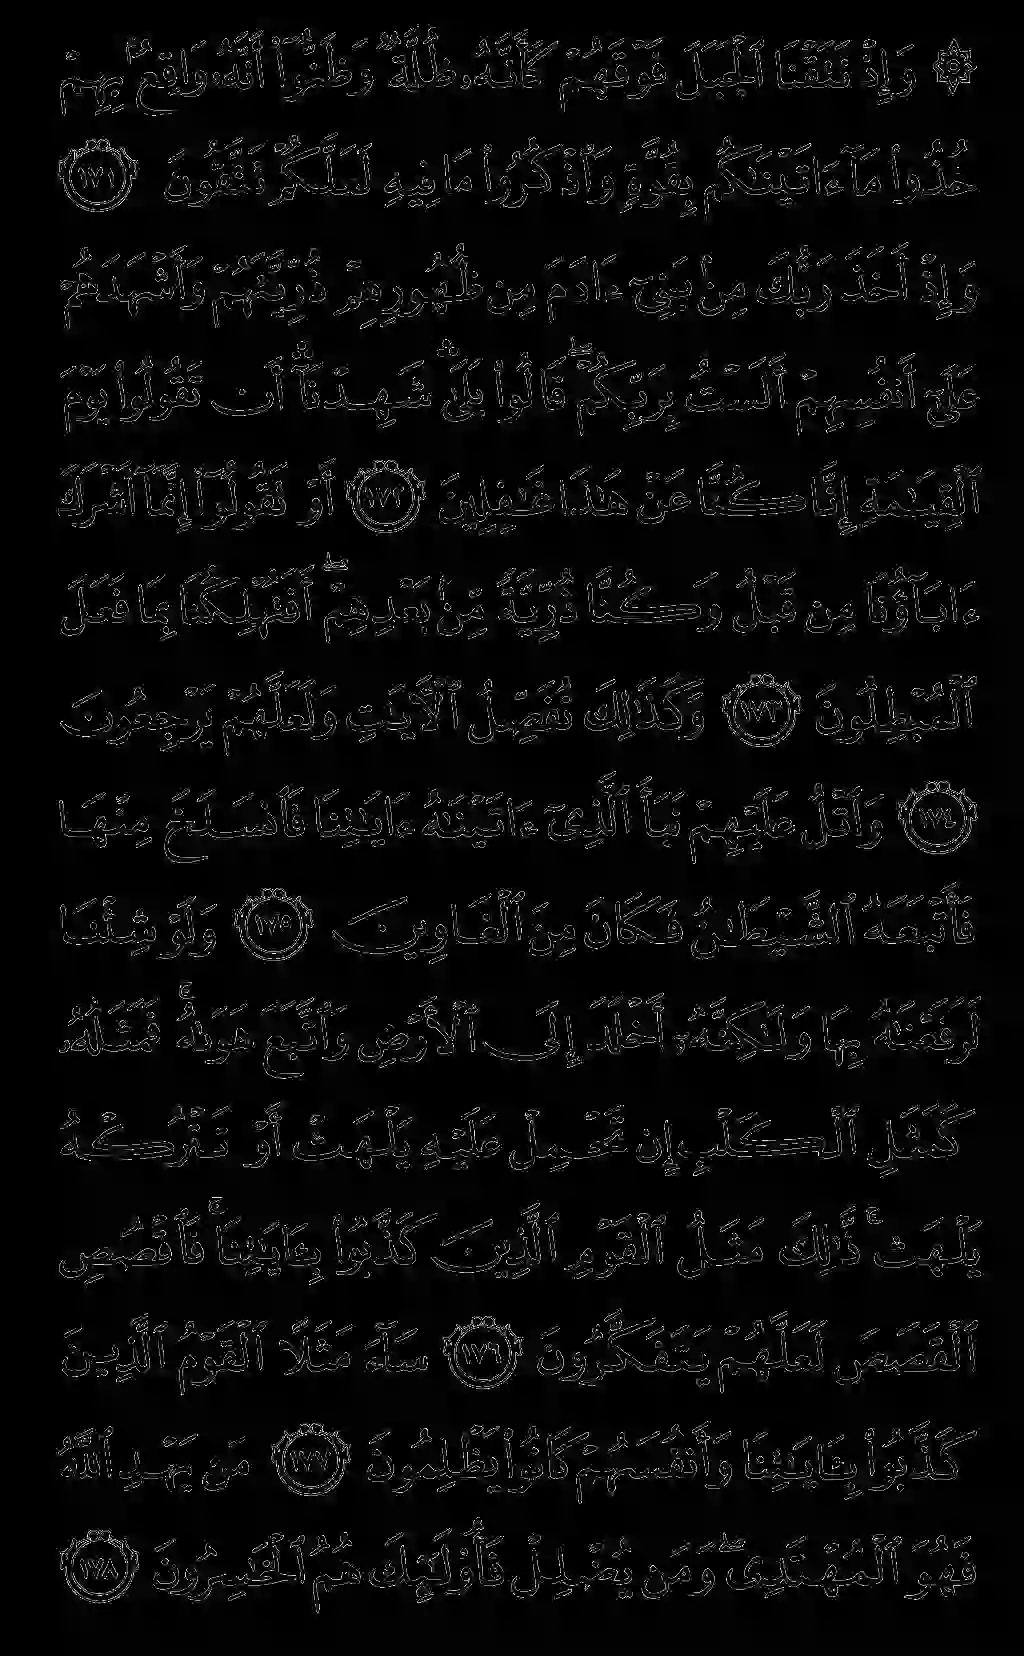 ۞ وَإِذْ نَتَقْنَا ٱلْجَبَلَ فَوْقَهُمْ كَأَنَّهُۥ ظُلَّةٌ وَظَنُّوٓا۟ أَنَّهُۥ وَاقِعٌۢ بِهِمْ
خُذُوا۟ مَآ ءَاتَيْنَٰكُم بِقُوَّةٍ وَٱذْكُرُوا۟ مَا فِيهِ لَعَلَّكُمْ تَتَّقُونَ ١٧١
وَإِذْ أَخَذَ رَبُّكَ مِنۢ بَنِىٓ ءَادَمَ مِن ظُهُورِهِمْ ذُرِّيَّتَهُمْ وَأَشْهَدَهُمْ
عَلَىٰٓ أَنفُسِهِمْ أَلَسْتُ بِرَبِّكُمْ ۖ قَالُوا۟ بَلَىٰ ۛ شَهِدْنَآ ۛ أَن تَقُولُوا۟ يَوْمَ
ٱلْقِيَٰمَةِ إِنَّا كُنَّا عَنْ هَٰذَا غَٰفِلِينَ ١٧٢ أَوْ تَقُولُوٓا۟ إِنَّمَآ أَشْرَكَ
ءَابَآؤُنَا مِن قَبْلُ وَكُنَّا ذُرِّيَّةً مِّنۢ بَعْدِهِمْ ۖ أَفَتُهْلِكُنَا بِمَا فَعَلَ
ٱلْمُبْطِلُونَ ١٧٣ وَكَذَٰلِكَ نُفَصِّلُ ٱلْءَايَٰتِ وَلَعَلَّهُمْ يَرْجِعُونَ
١٧٤ وَٱتْلُ عَلَيْهِمْ نَبَأَ ٱلَّذِىٓ ءَاتَيْنَٰهُ ءَايَٰتِنَا فَٱنسَلَخَ مِنْهَا
فَأَتْبَعَهُ ٱلشَّيْطَٰنُ فَكَانَ مِنَ ٱلْغَاوِينَ ١٧٥ وَلَوْ شِئْنَا
لَرَفَعْنَٰهُ بِهَا وَلَٰكِنَّهُۥٓ أَخْلَدَ إِلَى ٱلْأَرْضِ وَٱتَّبَعَ هَوَىٰهُ ۚ فَمَثَلُهُۥ
كَمَثَلِ ٱلْكَلْبِ إِن تَحْمِلْ عَلَيْهِ يَلْهَثْ أَوْ تَتْرُكْهُ
يَلْهَث ۚ ذَّٰلِكَ مَثَلُ ٱلْقَوْمِ ٱلَّذِينَ كَذَّبُوا۟ بِـَٔايَٰتِنَا ۚ فَٱقْصُصِ
ٱلْقَصَصَ لَعَلَّهُمْ يَتَفَكَّرُونَ ١٧٦ سَآءَ مَثَلًا ٱلْقَوْمُ ٱلَّذِينَ
كَذَّبُوا۟ بِـَٔايَٰتِنَا وَأَنفُسَهُمْ كَانُوا۟ يَظْلِمُونَ ١٧٧ مَن يَهْدِ ٱللَّهُ
فَهُوَ ٱلْمُهْتَدِى ۖ وَمَن يُضْلِلْ فَأُو۟لَٰٓئِكَ هُمُ ٱلْخَٰسِرُونَ ١٧٨